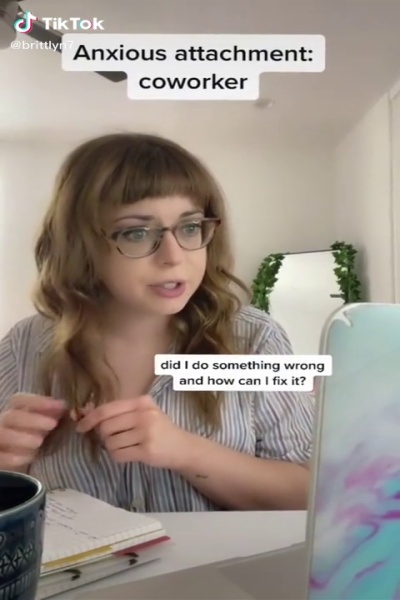 TikTok
Anxious attachment:
coworker
did I do something wrong
and how can I fix it?